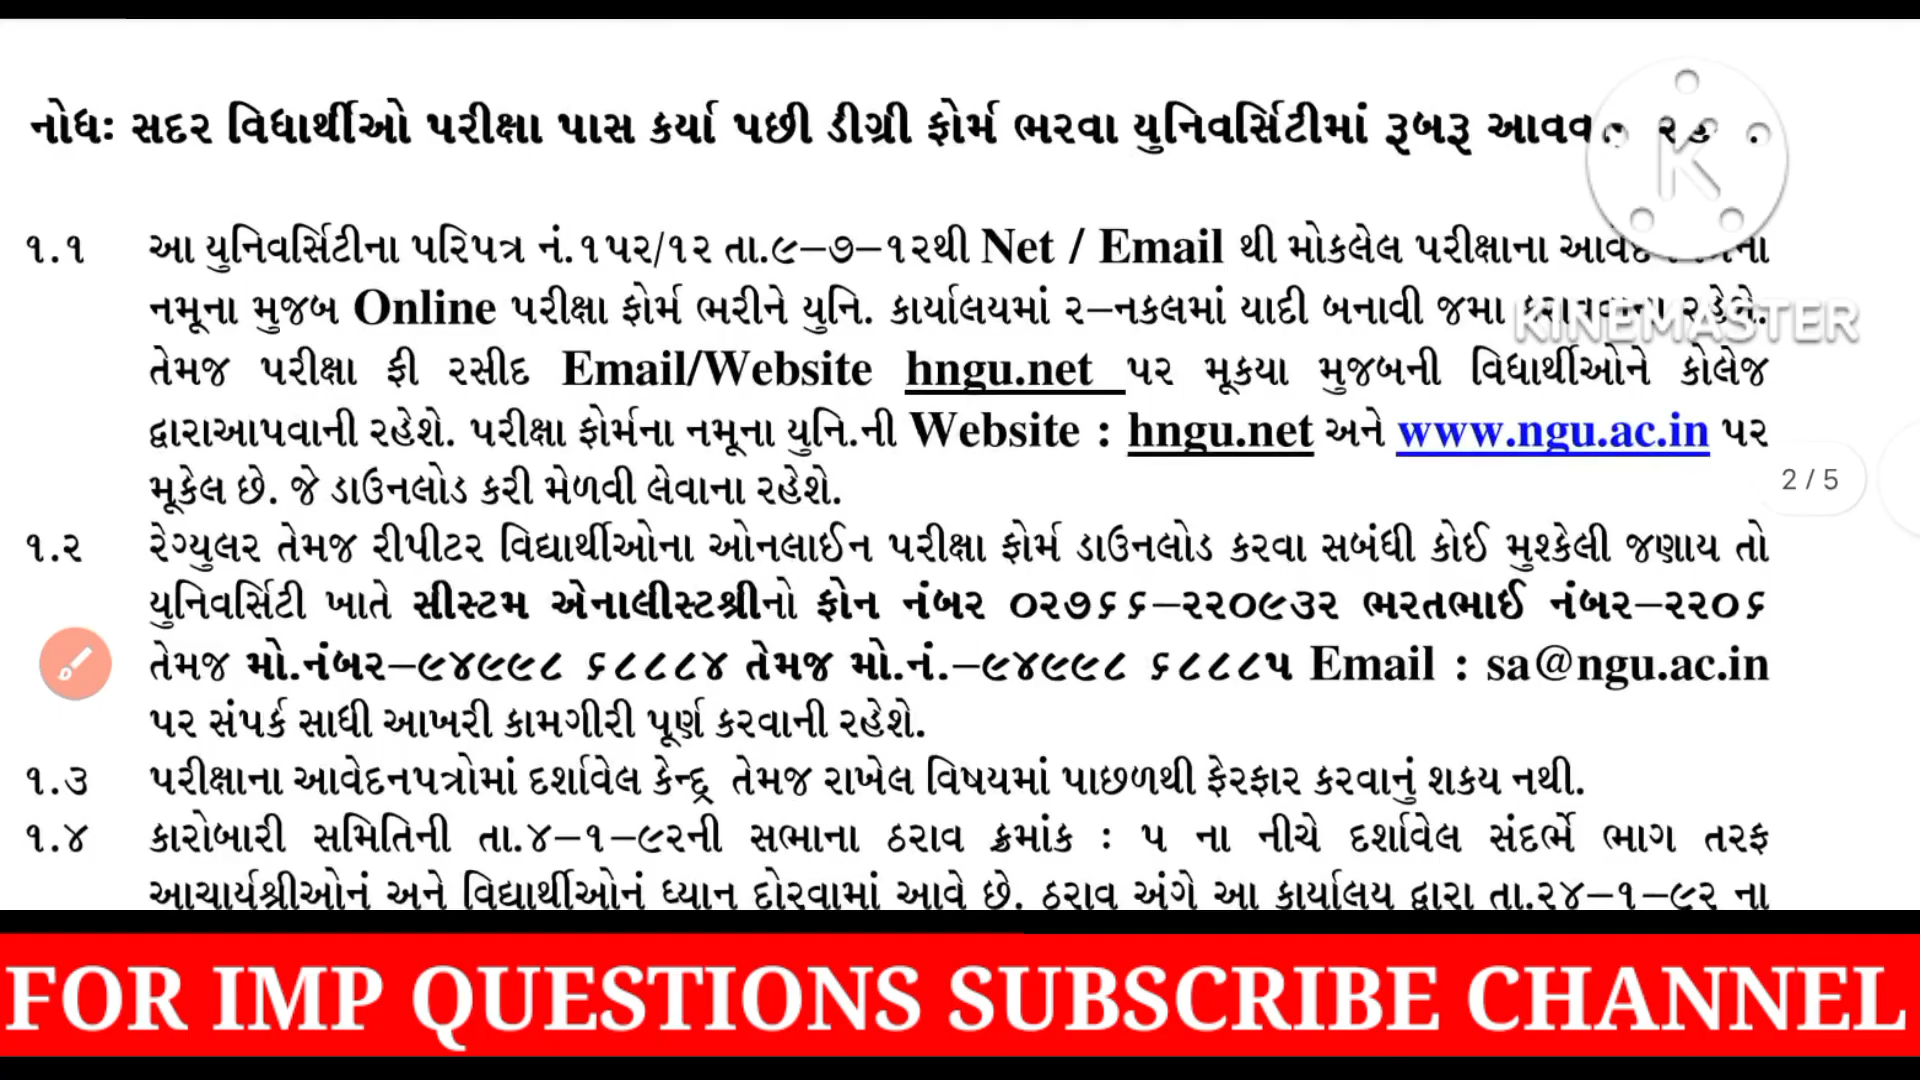 નોધઃ સદર વિધાર્થીઓ પરીક્ષા પાસ કર્યા પછી ડીગ્રી ફોર્મ ભરવા યુનિવર્સિટીમાં રૂબરૂ
K
૧.૧ આ યુનિવર્સિટીના પરિપત્ર નં.૧૫૨/૧૨ તા.૯–૭–૧૨થી Net / Email થી મોકલેલ પરીક્ષાના
નમૂના મુજબ Online પરીક્ષા ફોર્મ ભરીને યુનિ. કાર્યાલયમાં ૨–નકલમાં યાદી બનાવી જમા
KINEMASTER
તેમજ પરીક્ષા ફી રસીદ Email/Website hngu.net પર મૂકયા મુજબની વિધાર્થીઓને કોલેજ
દ્વારાઆપવાની રહેશે. પરીક્ષા ફોર્મના નમૂના યુનિ.ની Website : hngu.net અને www.ngu.ac.in પર
2 / 5
મૂકેલ છે. જે ડાઉનલોડ કરી મેળવી લેવાના રહેશે.
૧.૨ રેગ્યુલર તેમજ રીપીટર વિદ્યાર્થીઓના ઓનલાઈન પરીક્ષા ફોર્મ ડાઉનલોડ કરવા સબંધી કોઈ મુશ્કેલી જણાય તો
યુનિવર્સિટી ખાતે સીસ્ટમ એનાલીસ્ટશ્રીનો ફોન નંબર ૦૨૭૬૬–૨૨૦૯૩૨ ભરતભાઈ નંબર–૨૨૦૬
તેમજ મો.નંબર–૯૪૯૯૮ ૬૮૮૮૪ તેમજ મો.નં.–૯૪૯૯૮ ૬૮૮૮૫ Email : sa@ngu.ac.in
પર સંપર્ક સાધી આખરી કામગીરી પૂર્ણ કરવાની રહેશે.
૧.૩ પરીક્ષાના આવેદનપત્રોમાં દર્શાવેલ કેન્દ્ર તેમજ રાખેલ વિષયમાં પાછળથી ફેરફાર કરવાનું શકય નથી.
૧.૪ કારોબારી સમિતિની તા.૪–૧–૯૨ની સભાના ઠરાવ ક્રમાંક : ૫ ના નીચે દર્શાવેલ સંદર્ભે ભાગ તરફ
આચાર્યશ્રીઓનં અને વિદ્યાર્થીઓનં ધ્યાન દોરવામાં આવે છે. ઠરાવ અંગે આ કાર્યાલય દ્વારા તા.૨૪–૧–૯૨ ના
FOR IMP QUESTIONS SUBSCRIBE CHANNEL